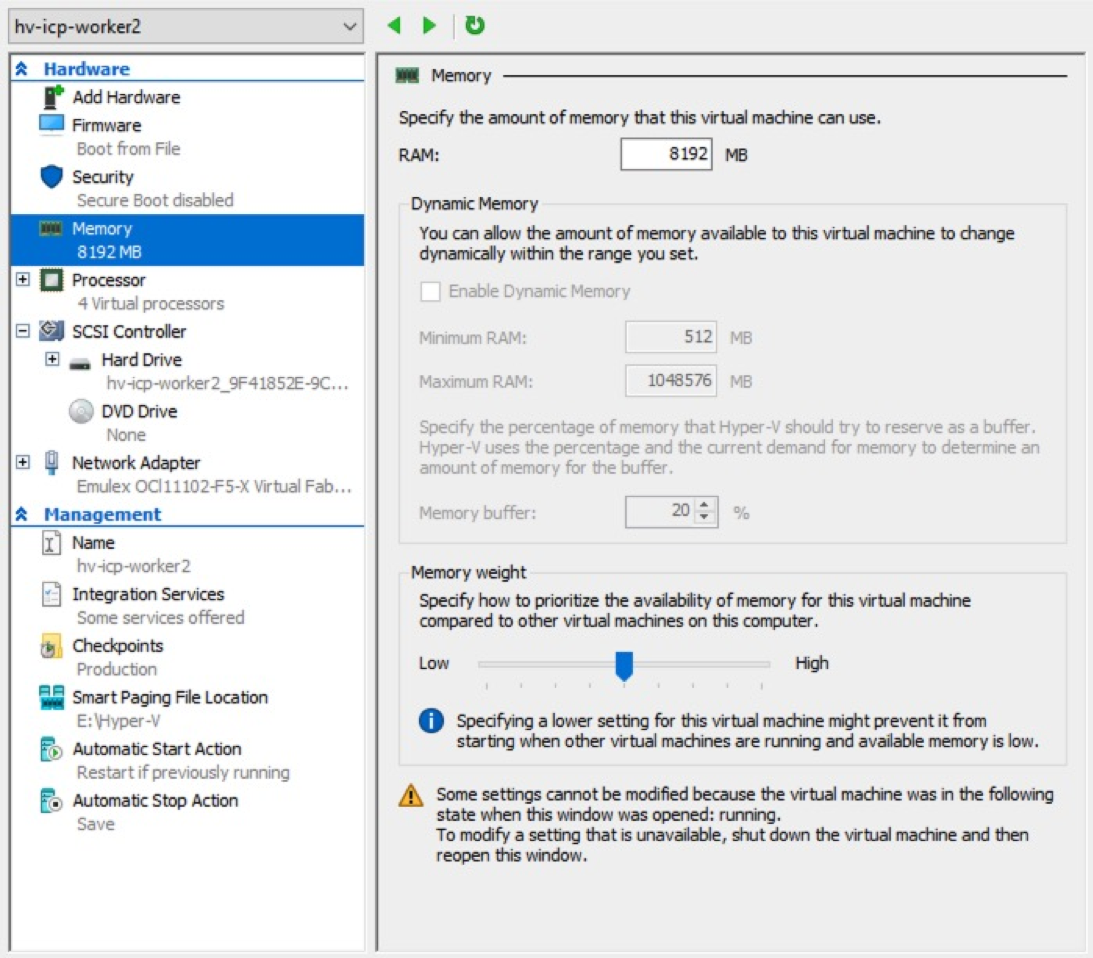 hv-icp-worker2
Hardware
Add Hardware
Firmware
Boot from File
Security
Secure Boot disabled
Memory
8192 MB
Processor
4 Virtual processors
SCSI Controller
Hard Drive
hv-icp-worker2_9F41852E-9C...
DVD Drive
None
Network Adapter
Emulex OCl11102-F5-X Virtual Fab...
Management
Name
hv-icp-worker2
Integration Services
Some services offered
Checkpoints
Production
Smart Paging File Location
E:\Hyper-V
Automatic Start Action
Restart if previously running
Automatic Stop Action
Save
Memory
Specify the amount of memory that this virtual machine can use.
RAM: 8192 MB
Dynamic Memory
You can allow the amount of memory available to this virtual machine to change
dynamically within the range you set.
Enable Dynamic Memory
Minimum RAM: 512 MB
Maximum RAM: 1048576 MB
Specify the percentage of memory that Hyper-V should try to reserve as a buffer.
Hyper-V uses the percentage and the current demand for memory to determine an
amount of memory for the buffer.
Memory buffer: 20 %
Memory weight
Specify how to prioritize the availability of memory for this virtual machine
compared to other virtual machines on this computer.
Low High
Specifying a lower setting for this virtual machine might prevent it from
starting when other virtual machines are running and available memory is low.
Some settings cannot be modified because the virtual machine was in the following
state when this window was opened: running.
To modify a setting that is unavailable, shut down the virtual machine and then
reopen this window.